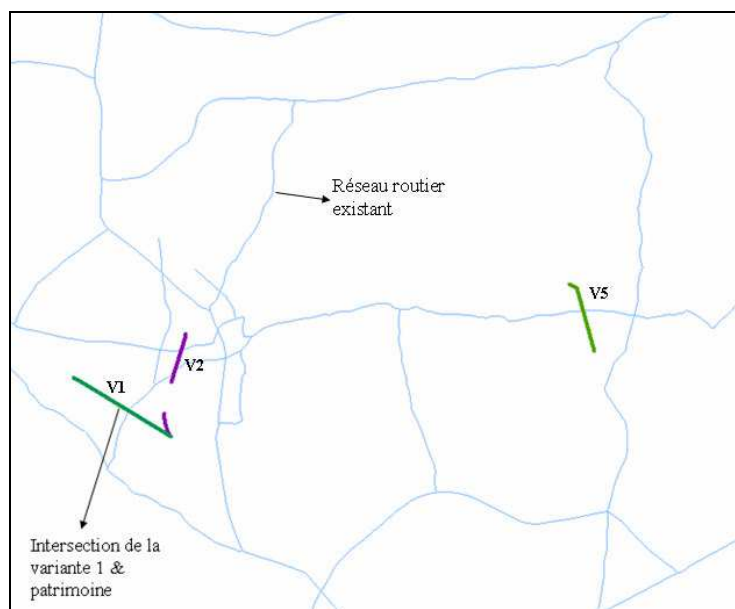 Réseau routier
existant
V5
V2
V1
Intersection de la
variante 1 &
patrimoine